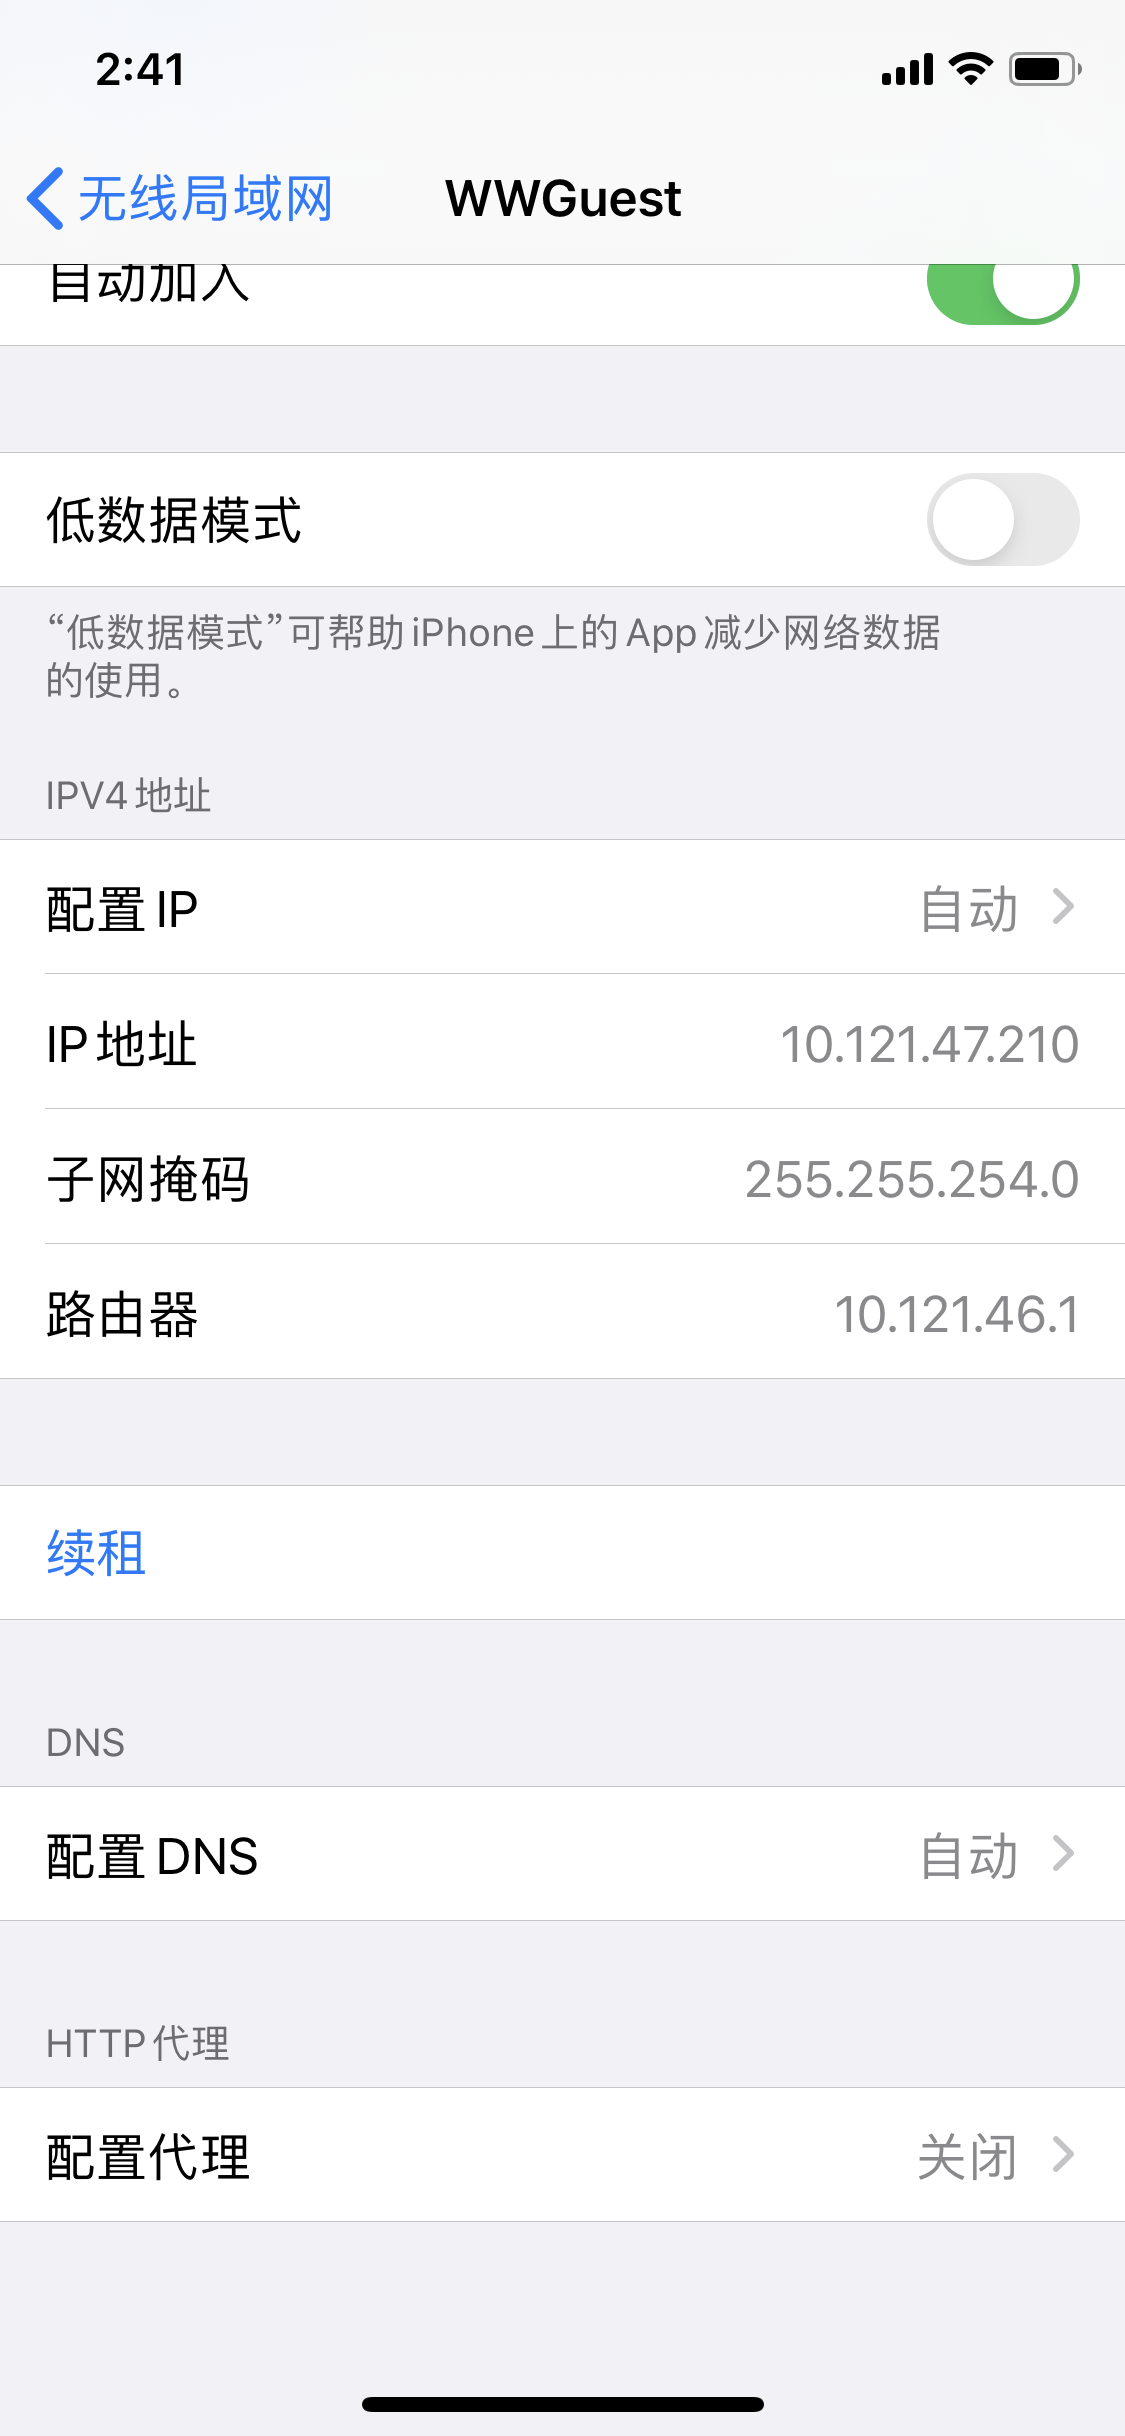 2:41
无线局域网
WWGuest
自动加入
低数据模式
“低数据模式”可帮助 iPhone 上的 App 减少网络数据
的使用。
IPV4 地址
配置 IP 自动
IP 地址 10.121.47.210
子网掩码 255.255.254.0
路由器 10.121.46.1
续租
DNS
配置 DNS 自动
HTTP 代理
配置代理 关闭